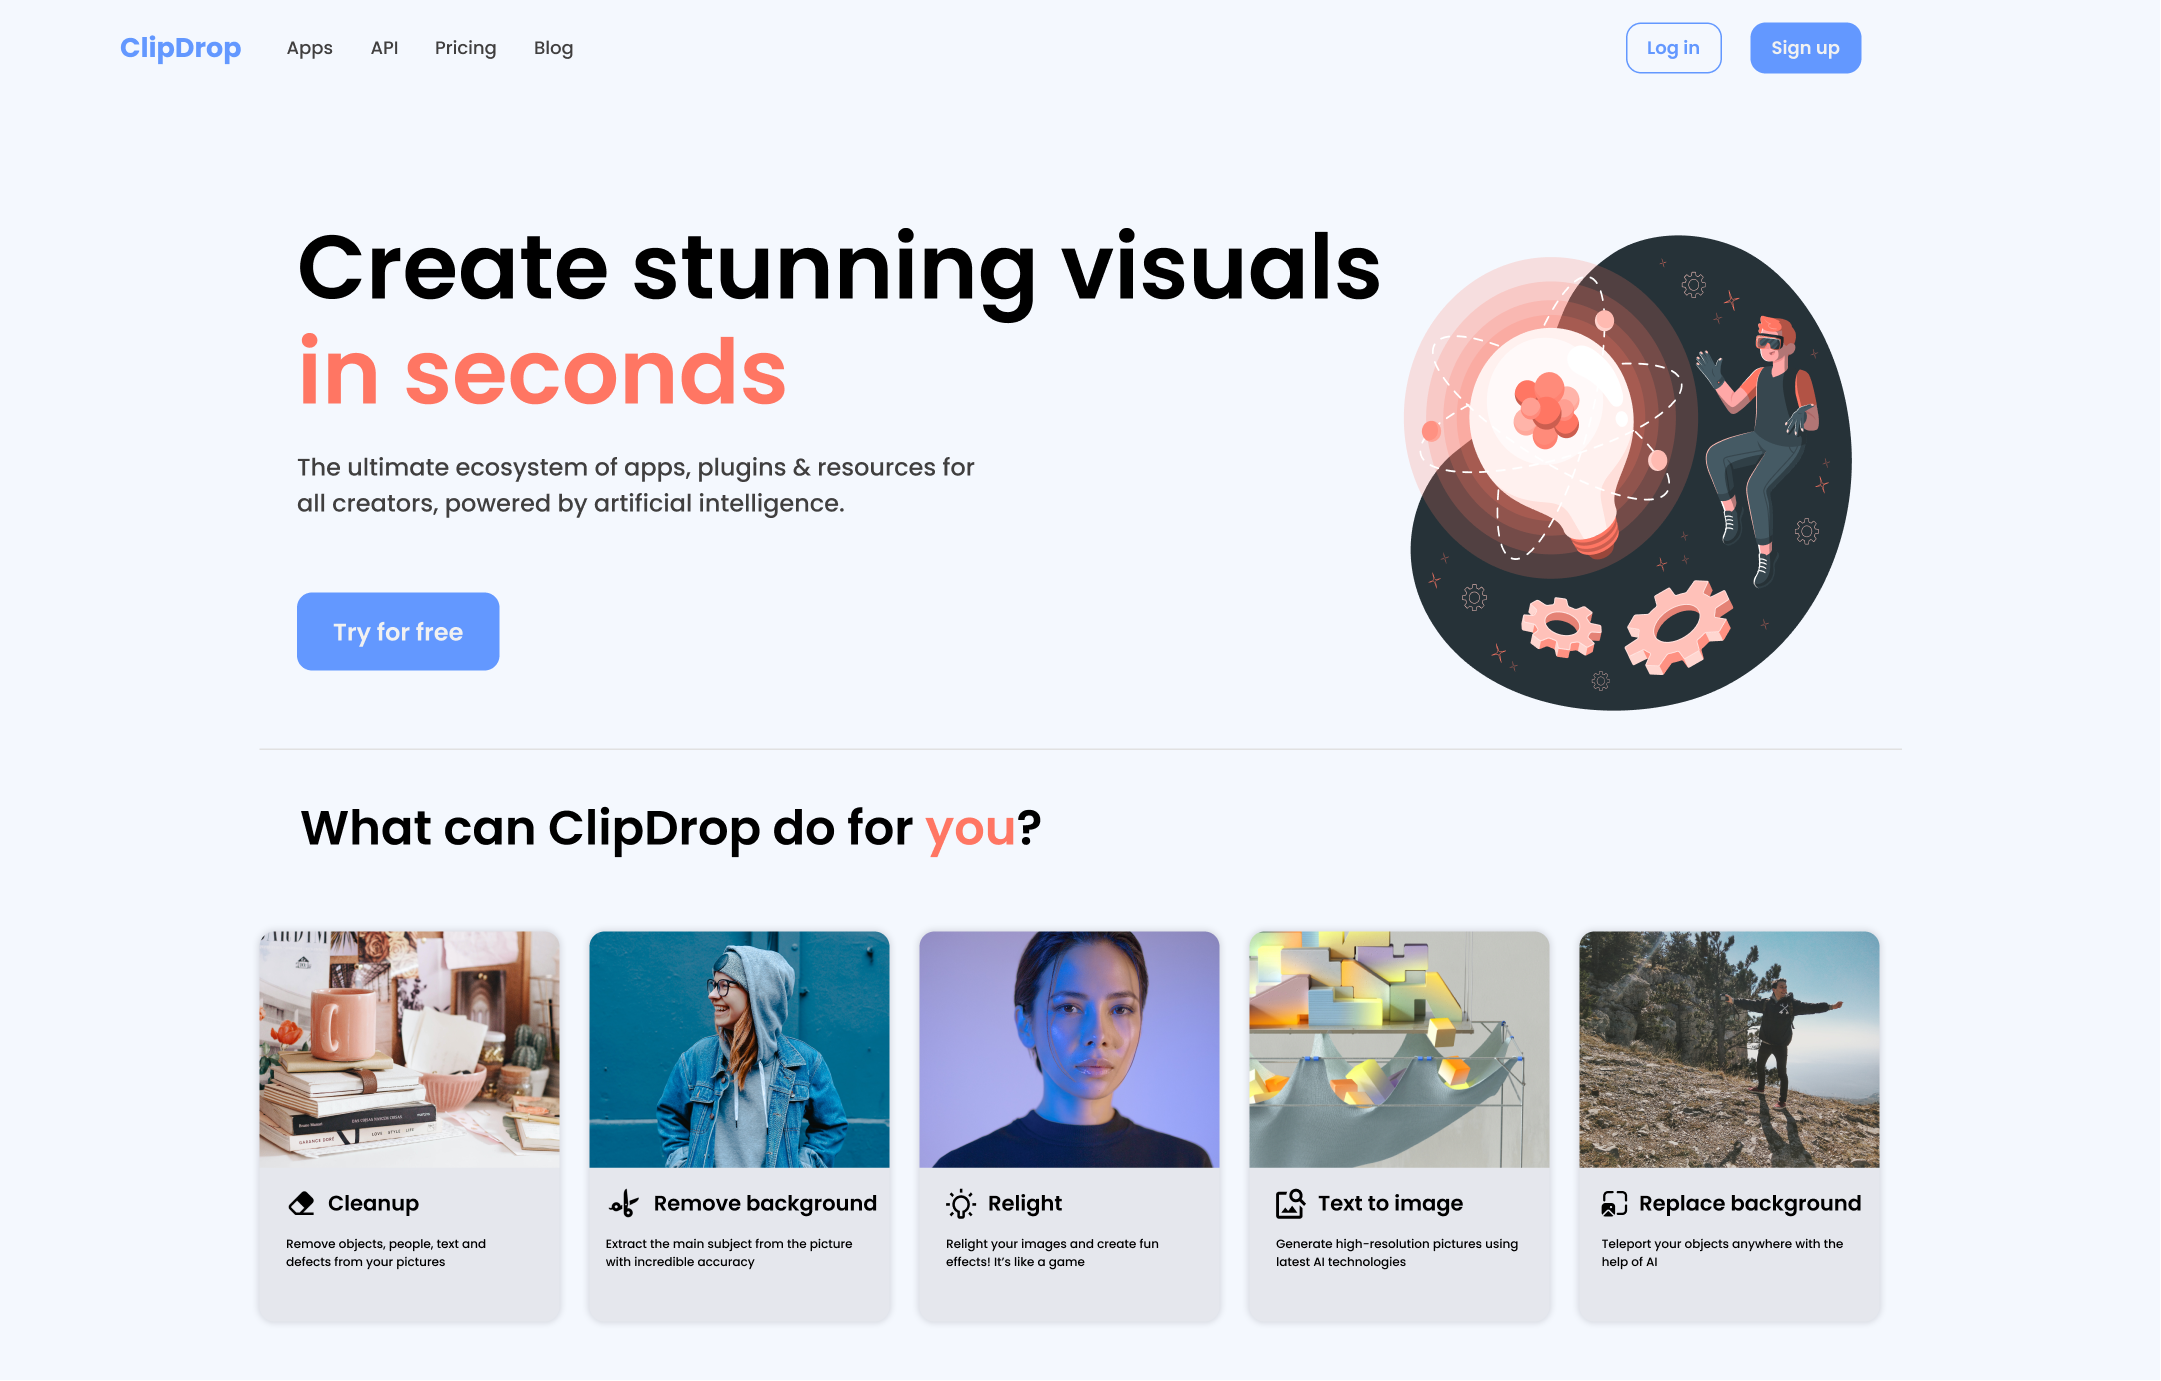 ClipDrop
Apps
API
Pricing
Blog
Log in
Sign up
Create stunning visuals
in seconds
The ultimate ecosystem of apps, plugins & resources for
all creators, powered by artificial intelligence.
Try for free
What can ClipDrop do for you?
LOVE STYLE LIFE
Cleanup
Remove objects, people, text and
defects from your pictures
Remove background
Extract the main subject from the picture
with incredible accuracy
Relight
Relight your images and create fun
effects! It's like a game
Text to image
Generate high-resolution pictures using
latest AI technologies
Replace background
Teleport your objects anywhere with the
help of AI